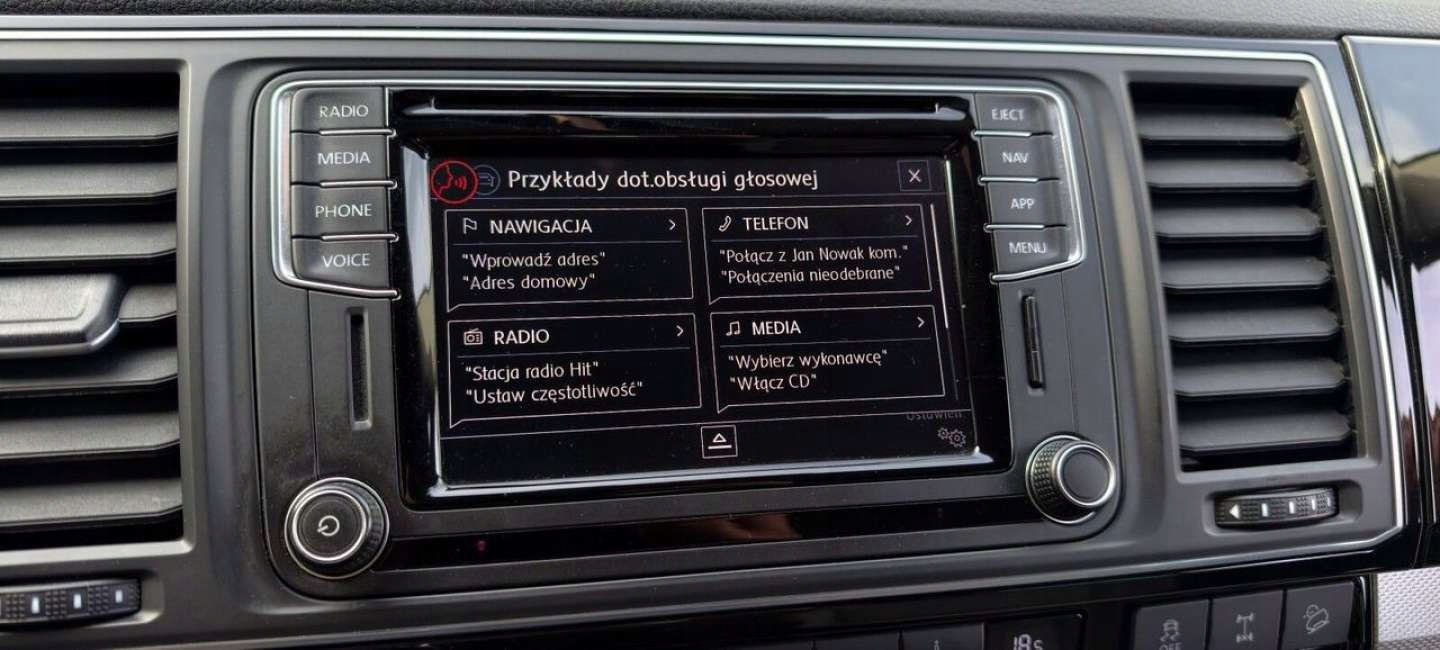 RADIO
MEDIA
PHONE
VOICE
Przykłady dot.obsługi głosowej
X
NAWIGACJA
"Wprowadź adres"
"Adres domowy"
TELEFON
"Połącz z Jan Nowak kom."
"Połączenia nieodebrane"
RADIO
"Stacja radio Hit"
"Ustaw częstotliwość"
MEDIA
"Wybierz wykonawcę"
"Włącz CD"
EJECT
NAV
APP
MENU